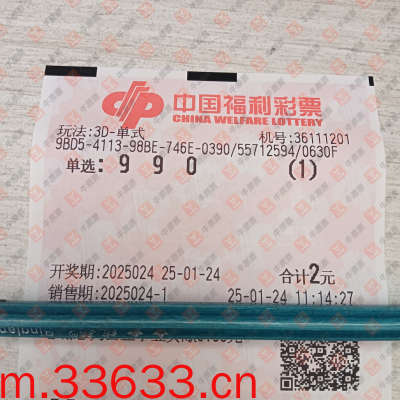 中国福利彩票
CHINA WELFARE LOTTERY
玩法:3D-单式 机号:36111201
9BD5-4113-98BE-746E-0390/55712594/0630F
单选: 9 9 0 (1)
开奖期:2025024 25-01-24 合计2元
销售期:2025024-1 25-01-24 11:14:27
m.33633.cn